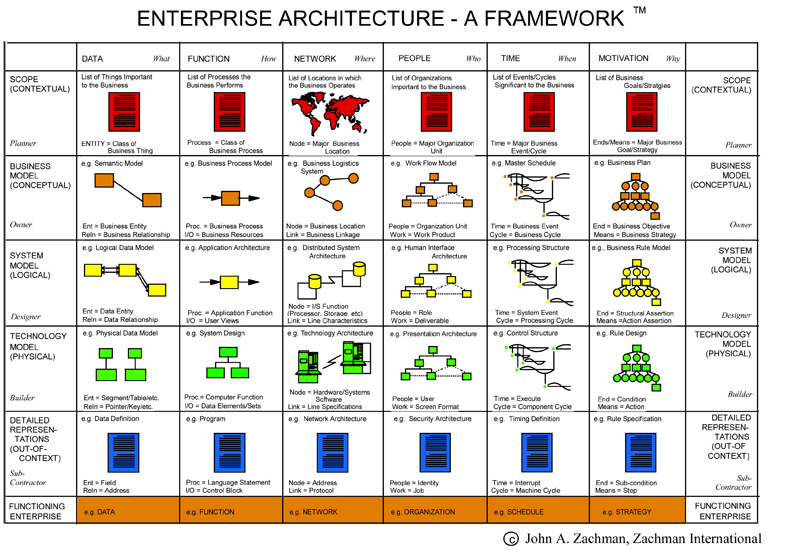 ENTERPRISE ARCHITECTURE - A FRAMEWORK ™
DATA What
FUNCTION How
NETWORK Where
PEOPLE Who
TIME When
MOTIVATION Why
SCOPE
(CONTEXTUAL)
Planner
List of Things Important
to the Business
ENTITY = Class of
Business Thing
List of Processes the
Business Performs
Process = Class of
Business Process
List of Locations in which
the Business Operates
Node = Major Business
Location
List of Organizations
Important to the Business
People = Major Organization
Unit
List of Events/Cycles
Significant to the Business
Time = Major Business
Event/Cycle
List of Business
Goals/Stratgies
Ends/Means = Major Business
Goal/Strategy
SCOPE
(CONTEXTUAL)
Planner
BUSINESS
MODEL
(CONCEPTUAL)
Owner
e.g. Semantic Model
Ent = Business Entity
Reln = Business Relationship
e.g. Business Process Model
Proc. = Business Process
I/O = Business Resources
e.g. Business Logistics
System
Node = Business Location
Link = Business Linkage
e.g. Work Flow Model
People = Organization Unit
Work = Work Product
e.g. Master Schedule
Time = Business Event
Cycle = Business Cycle
e.g. Business Plan
End = Business Objective
Means = Business Strategy
BUSINESS
MODEL
(CONCEPTUAL)
Owner
SYSTEM
MODEL
(LOGICAL)
Designer
e.g. Logical Data Model
Ent = Data Entity
Reln = Data Relationship
e.g. Application Architecture
Proc .= Application Function
I/O = User Views
e.g. Distributed System
Architecture
Node = I/S Function
(Processor, Storage, etc)
Link = Line Characteristics
e.g. Human Interface
Architecture
People = Role
Work = Deliverable
e.g. Processing Structure
Time = System Event
Cycle = Processing Cycle
e.g., Business Rule Model
End = Structural Assertion
Means =Action Assertion
SYSTEM
MODEL
(LOGICAL)
Designer
TECHNOLOGY
MODEL
(PHYSICAL)
Builder
e.g. Physical Data Model
Ent = Segment/Table/etc.
Reln = Pointer/Key/etc.
e.g. System Design
Proc.= Computer Function
I/O = Data Elements/Sets
e.g. Technology Architecture
Node = Hardware/Systems
Software
Link = Line Specifications
e.g. Presentation Architecture
People = User
Work = Screen Format
e.g. Control Structure
Time = Execute
Cycle = Component Cycle
e.g. Rule Design
End = Condition
Means = Action
TECHNOLOGY
MODEL
(PHYSICAL)
Builder
DETAILED
REPRESEN-
TATIONS
(OUT-OF-
CONTEXT)
Sub-
Contractor
e.g. Data Definition
Ent = Field
Reln = Address
e.g. Program
Proc.= Language Statement
I/O = Control Block
e.g. Network Architecture
Node = Address
Link = Protocol
e.g. Security Architecture
People = Identity
Work = Job
e.g. Timing Definition
Time = Interrupt
Cycle = Machine Cycle
e.g. Rule Specification
End = Sub-condition
Means = Step
DETAILED
REPRESEN-
TATIONS
(OUT-OF
CONTEXT)
Sub-
Contractor
FUNCTIONING
ENTERPRISE
e.g. DATA
e.g. FUNCTION
e.g. NETWORK
e.g. ORGANIZATION
e.g. SCHEDULE
e.g. STRATEGY
FUNCTIONING
ENTERPRISE
© John A. Zachman, Zachman International